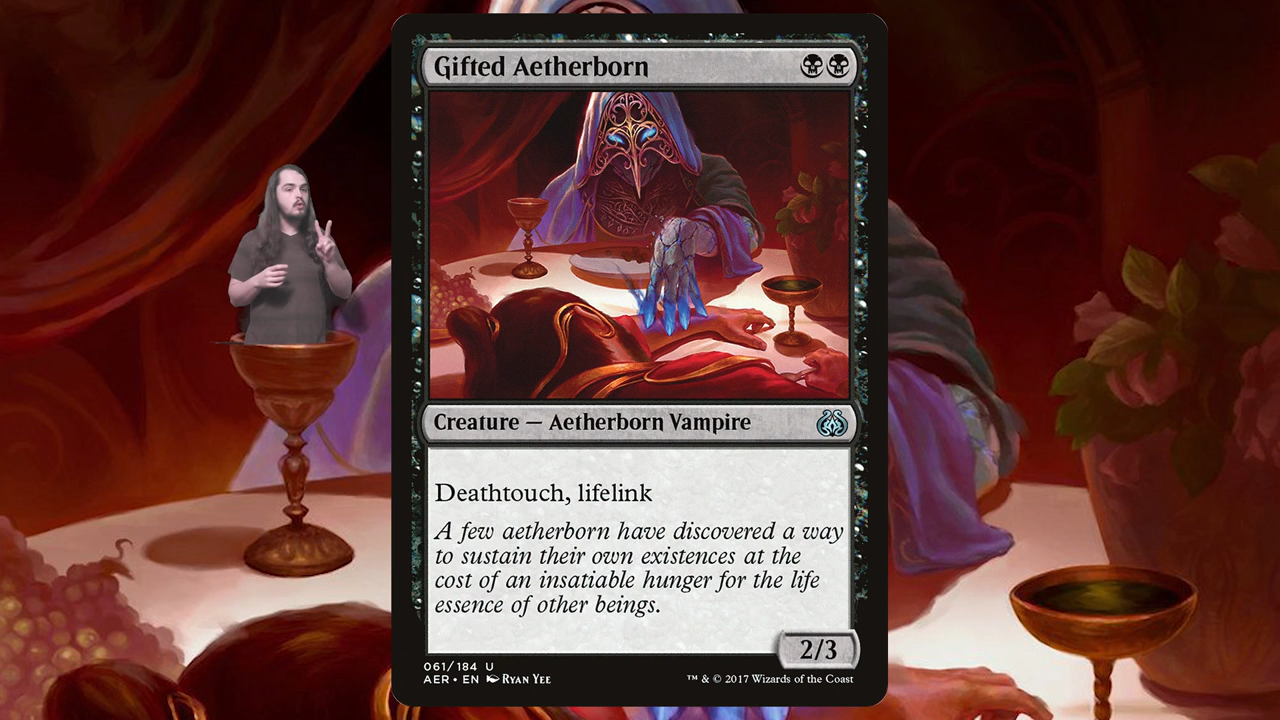 Gifted Aetherborn
Creature — Aetherborn Vampire
Deathtouch, lifelink
A few aetherborn have discovered a way
to sustain their own existences at the
cost of an insatiable hunger for the life
essence of other beings.
2/3
061/184 U
AER • EN Ryan Yee
™ & © 2017 Wizards of the Coast